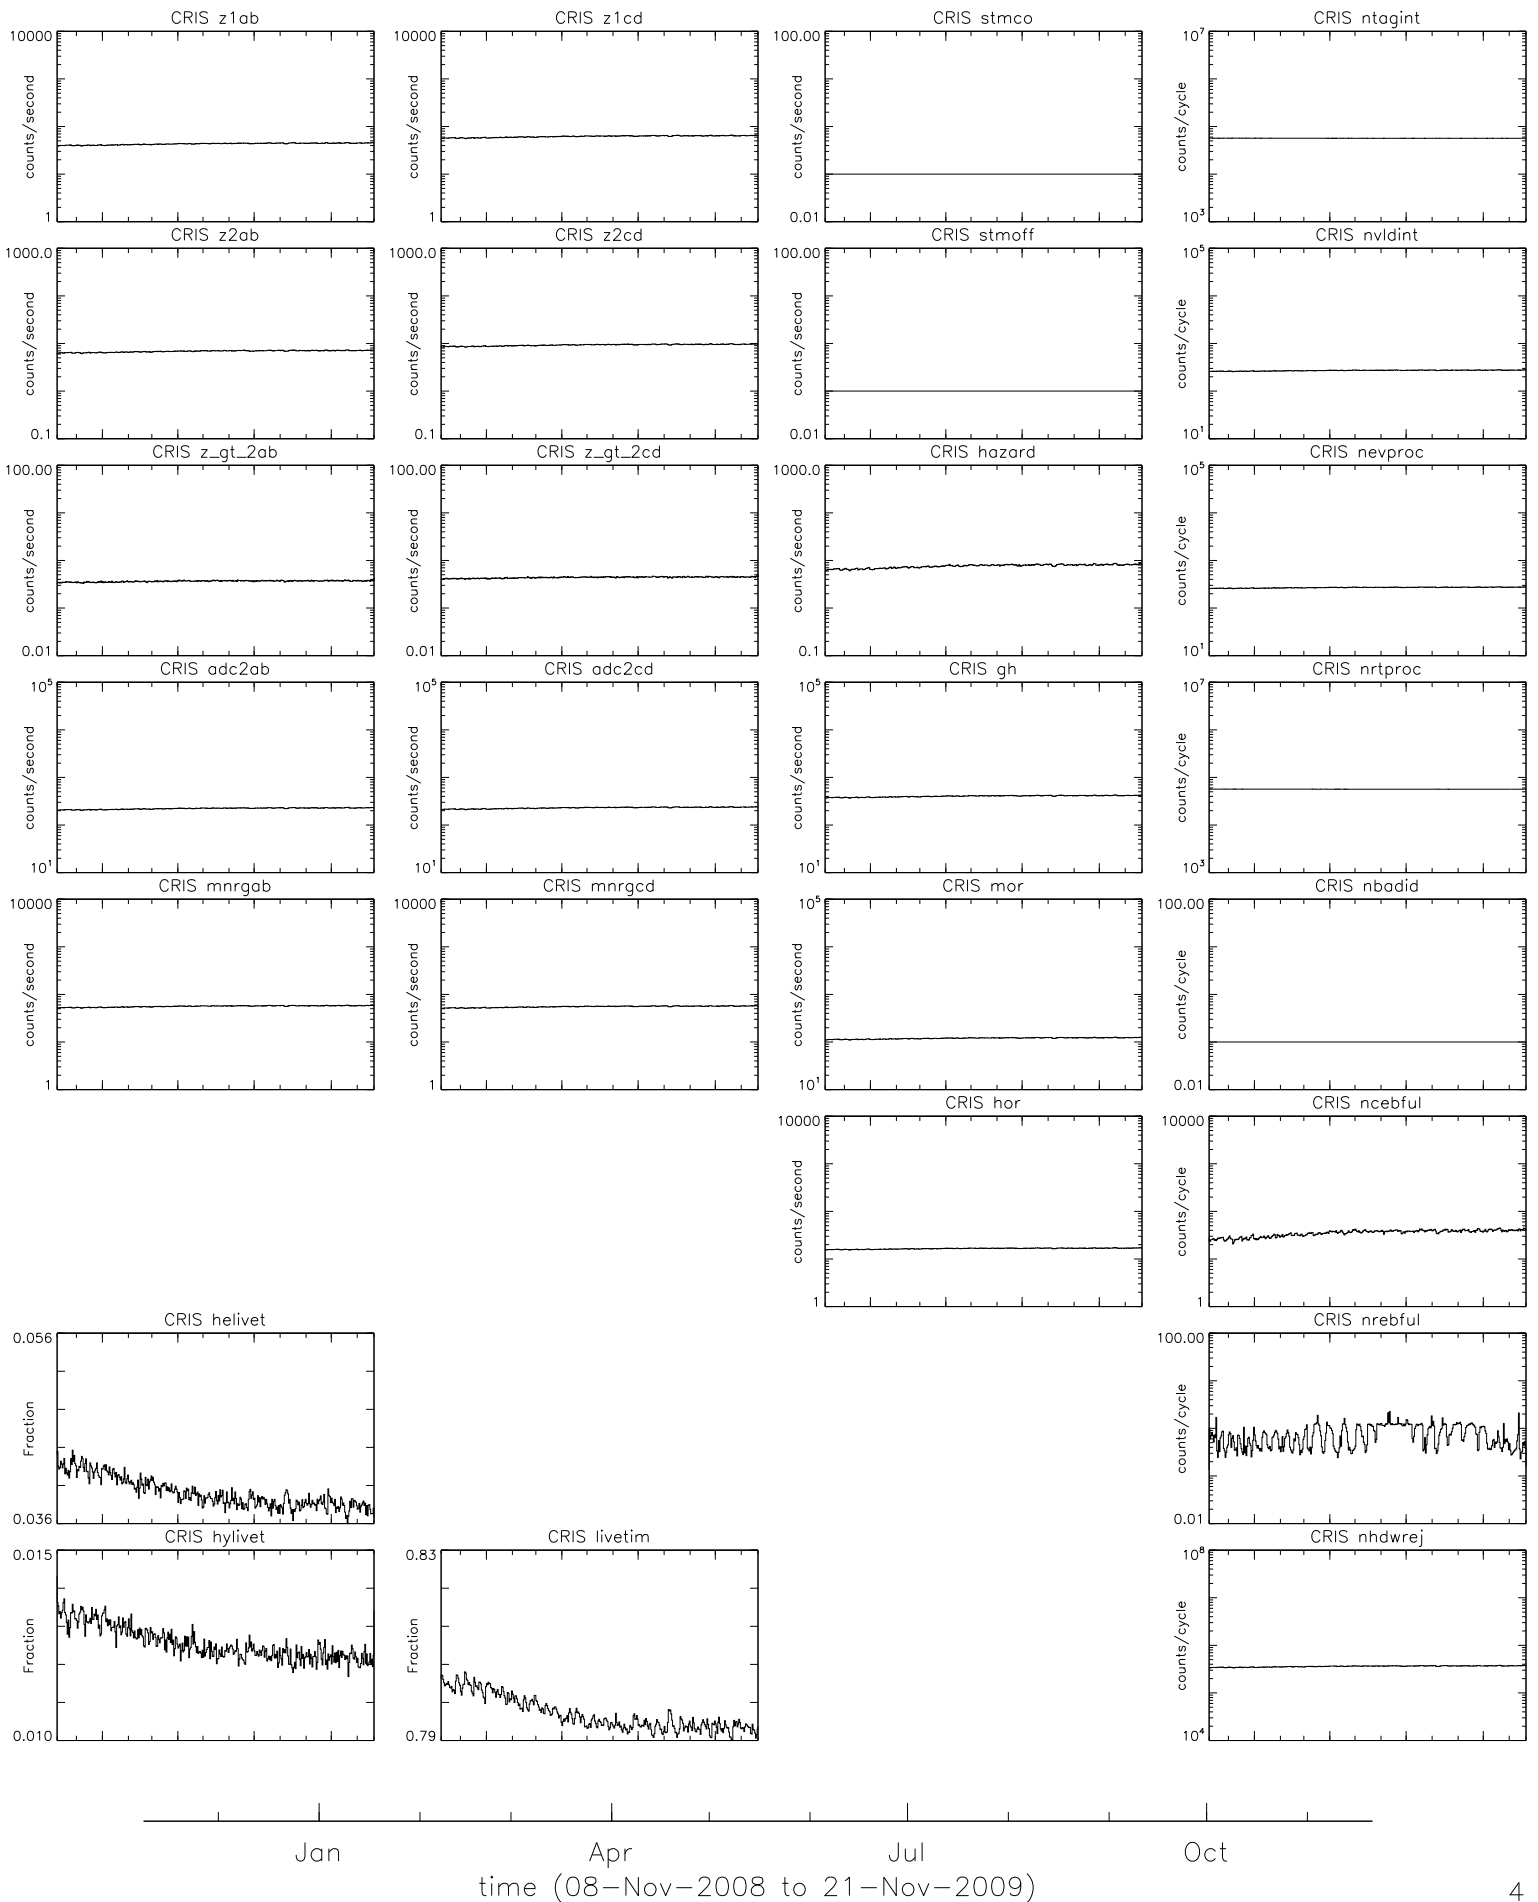 CRIS z1ab
10000
counts/second
1
CRIS z1cd
10000
counts/second
1
CRIS stmco
100.00
counts/second
0.01
CRIS ntagint
10⁷
counts/cycle
10³
CRIS z2ab
1000.0
counts/second
0.1
CRIS z2cd
1000.0
counts/second
0.1
CRIS stmoff
100.00
counts/second
0.01
CRIS nvldint
10⁵
counts/cycle
10¹
CRIS z_gt_2ab
100.00
counts/second
0.01
CRIS z_gt_2cd
100.00
counts/second
0.01
CRIS hazard
1000.0
counts/second
0.1
CRIS nevproc
10⁵
counts/cycle
10¹
CRIS adc2ab
10⁵
counts/second
10¹
CRIS adc2cd
10⁵
counts/second
10¹
CRIS gh
10⁵
counts/second
10¹
CRIS nrtproc
10⁷
counts/cycle
10³
CRIS mnrgab
10000
counts/second
1
CRIS mnrgcd
10000
counts/second
1
CRIS mor
10⁵
counts/second
10¹
CRIS nbadid
100.00
counts/cycle
0.01
CRIS hor
10000
counts/second
1
CRIS ncebful
10000
counts/cycle
1
CRIS helivet
0.056
Fraction
0.036
CRIS nrebful
100.00
counts/cycle
0.01
CRIS hylivet
0.015
Fraction
0.010
CRIS livetim
0.83
Fraction
0.79
CRIS nhdwrej
10⁸
counts/cycle
10⁴
Jan Apr Jul Oct
time (08-Nov-2008 to 21-Nov-2009)
4